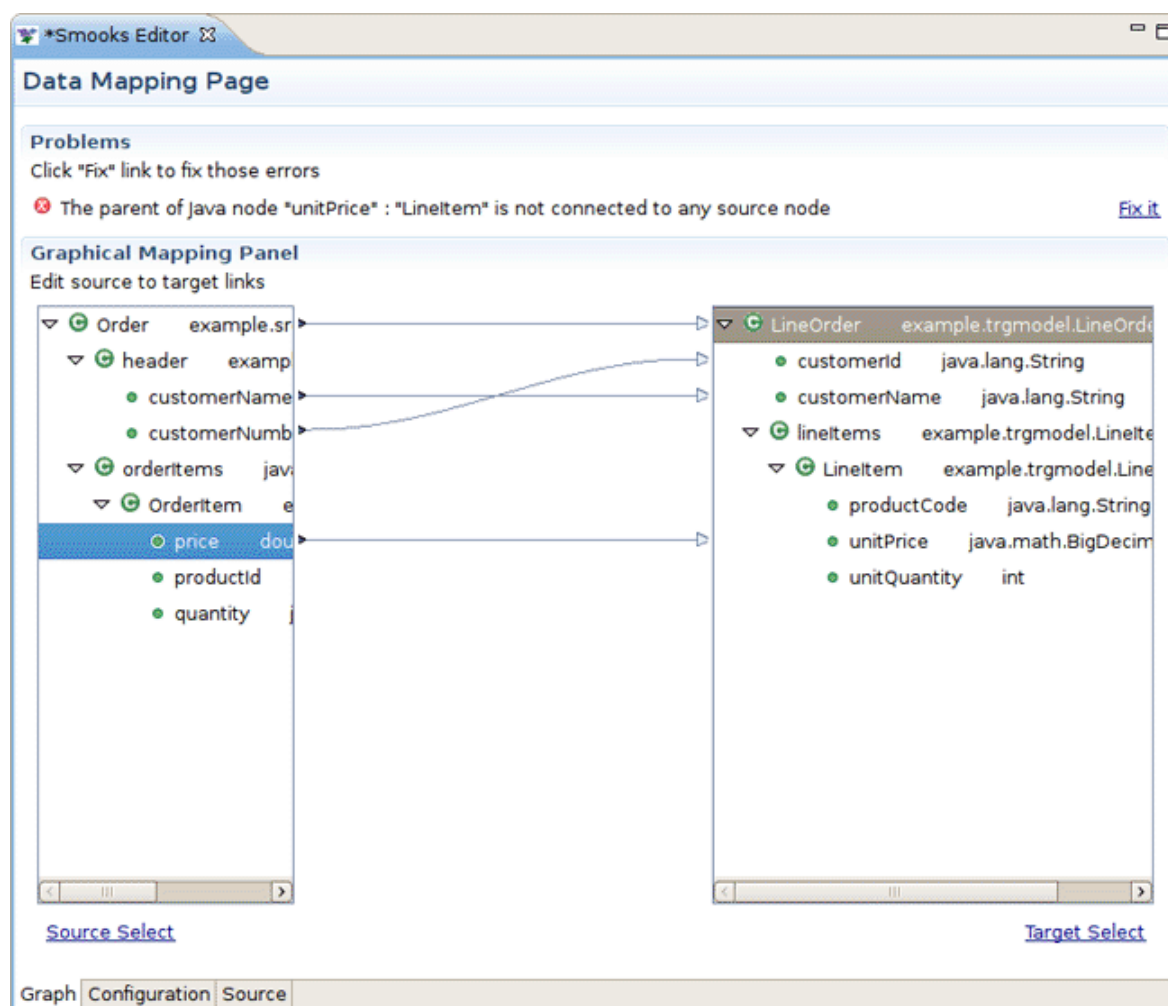 *Smooks Editor
Data Mapping Page
Problems
Click "Fix" link to fix those errors
The parent of Java node "unitPrice" : "LineItem" is not connected to any source node Fix it
Graphical Mapping Panel
Edit source to target links
Order example.sr
header examp
customerName
customerNumb
orderItems java
OrderItem e
price dou
productId
quantity j
LineOrder example.trgmodel.LineOrde
customerId java.lang.String
customerName java.lang.String
lineItems example.trgmodel.LineIte
LineItem example.trgmodel.Line
productCode java.lang.String
unitPrice java.math.BigDecim
unitQuantity int
Source Select Target Select
Graph Configuration Source